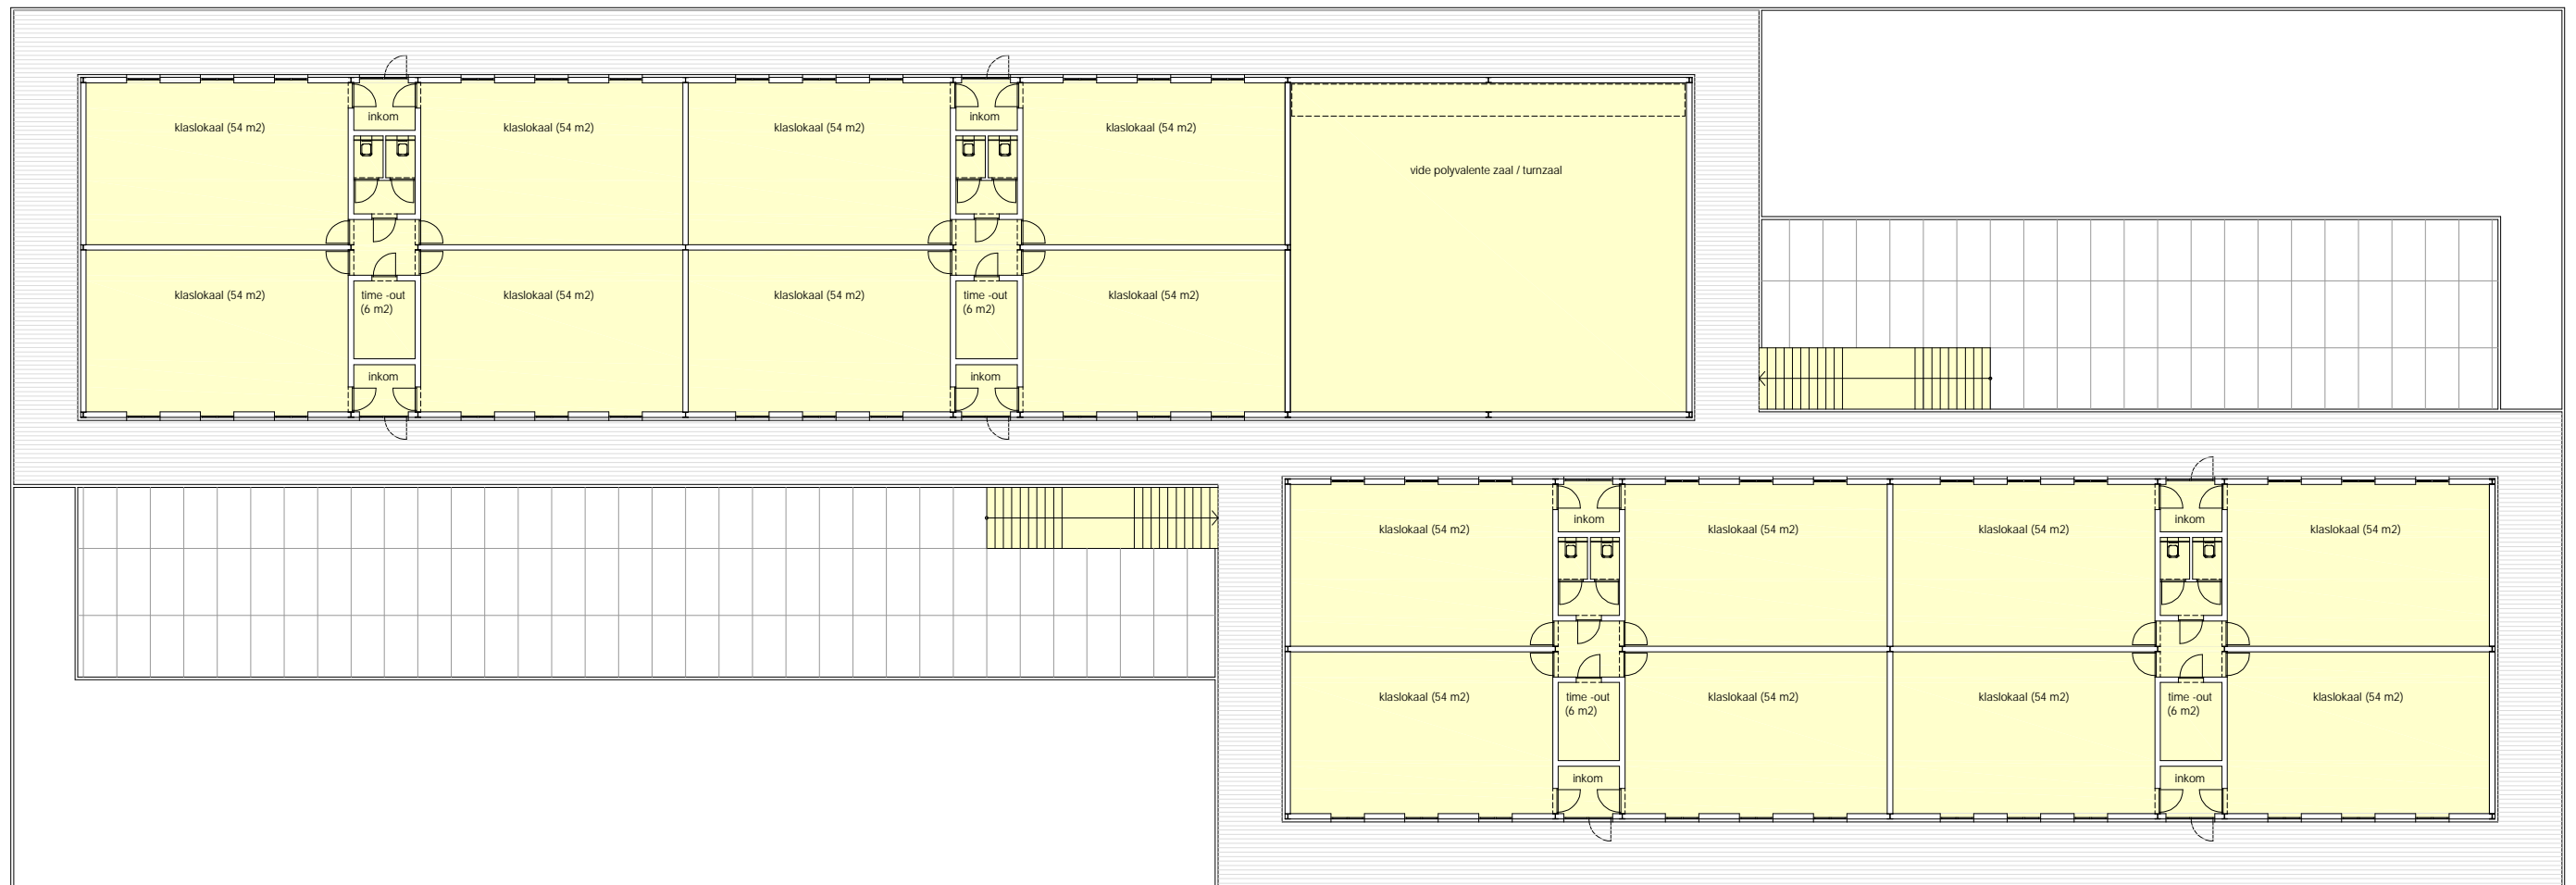 inkom
inkom
klaslokaal (54 m2)
klaslokaal (54 m2)
klaslokaal (54 m2)
klaslokaal (54 m2)
vide polyvalente zaal / turnzaal
klaslokaal (54 m2)
time -out
(6 m2)
klaslokaal (54 m2)
klaslokaal (54 m2)
time -out
(6 m2)
klaslokaal (54 m2)
inkom
inkom
inkom
inkom
klaslokaal (54 m2)
klaslokaal (54 m2)
klaslokaal (54 m2)
klaslokaal (54 m2)
klaslokaal (54 m2)
time -out
(6 m2)
klaslokaal (54 m2)
klaslokaal (54 m2)
time -out
(6 m2)
klaslokaal (54 m2)
inkom
inkom